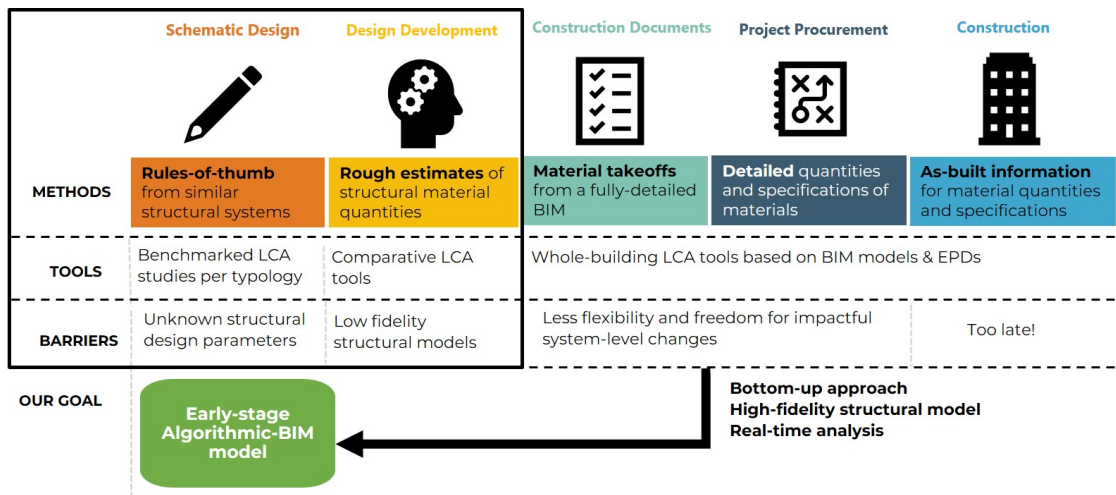 Schematic Design
Design Development
Construction Documents
Project Procurement
Construction
METHODS
Rules-of-thumb
from similar
structural systems
Rough estimates of
structural material
quantities
Material takeoffs
from a fully-detailed
BIM
Detailed quantities
and specifications of
materials
As-built information
for material quantities
and specifications
TOOLS
Benchmarked LCA
studies per typology
Comparative LCA
tools
Whole-building LCA tools based on BIM models & EPDs
BARRIERS
Unknown structural
design parameters
Low fidelity
structural models
Less flexibility and freedom for impactful
system-level changes
Too late!
OUR GOAL
Early-stage
Algorithmic-BIM
model
Bottom-up approach
High-fidelity structural model
Real-time analysis